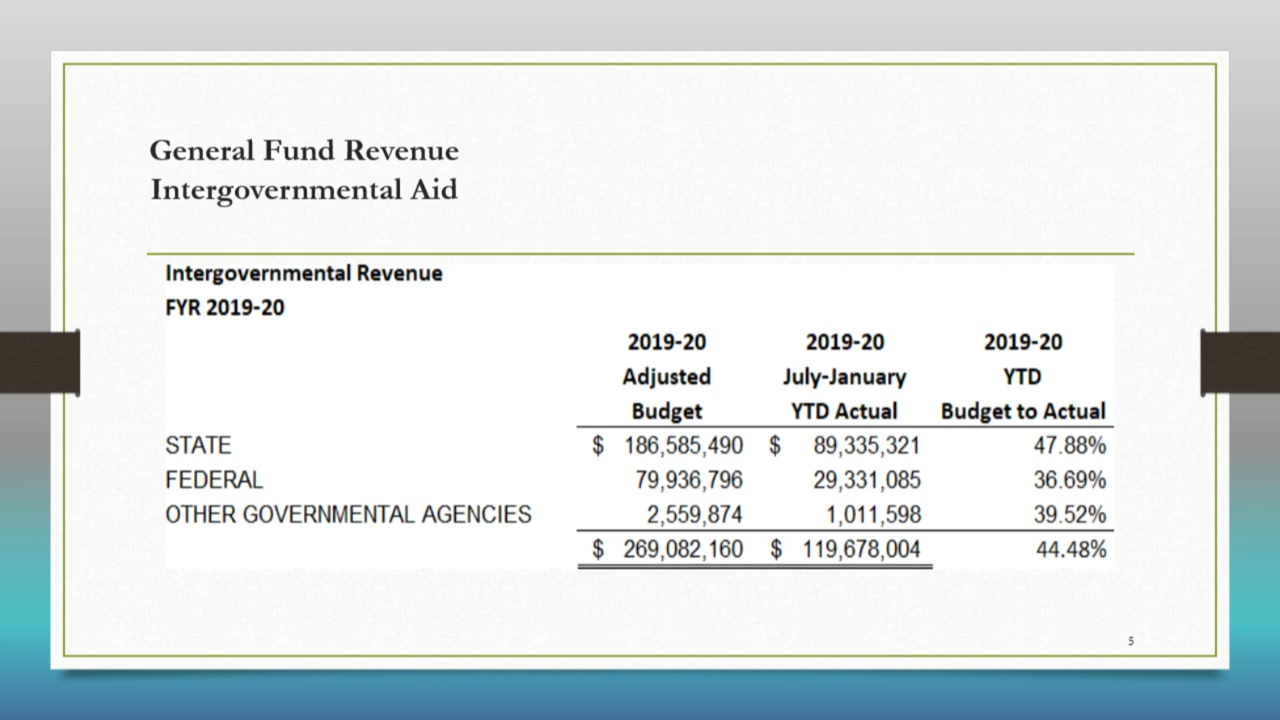 General Fund Revenue
Intergovernmental Aid
Intergovernmental Revenue
FYR 2019-20
2019-20 2019-20 2019-20
Adjusted July-January YTD
Budget YTD Actual Budget to Actual
STATE $ 186,585,490 $ 89,335,321 47.88%
FEDERAL 79,936,796 29,331,085 36.69%
OTHER GOVERNMENTAL AGENCIES 2,559,874 1,011,598 39.52%
$ 269,082,160 $ 119,678,004 44.48%
5